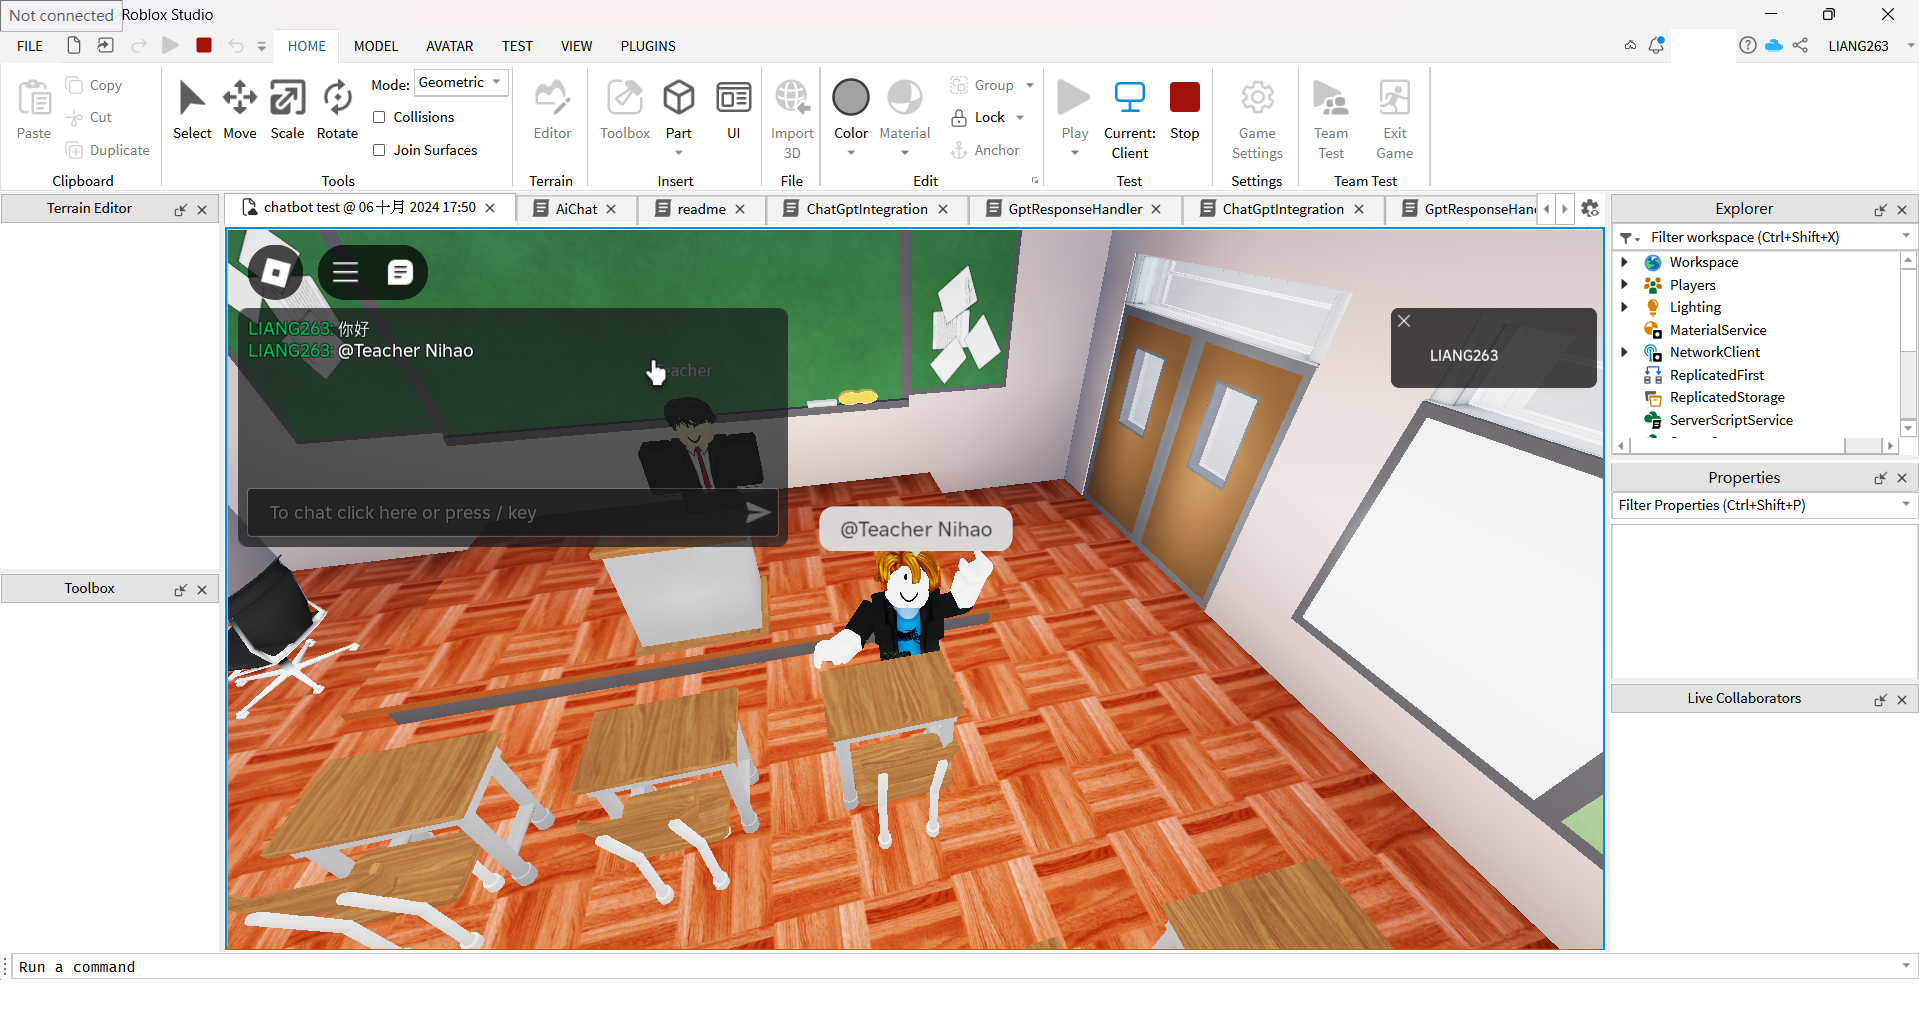 Not connected
Roblox Studio
FILE
HOME
MODEL
AVATAR
TEST
VIEW
PLUGINS
LIANG263
Paste
Copy
Cut
Duplicate
Clipboard
Select
Move
Scale
Rotate
Mode: Geometric
Collisions
Join Surfaces
Tools
Editor
Terrain
Toolbox
Part
UI
Insert
Import
3D
File
Color
Material
Group
Lock
Anchor
Edit
Play
Current:
Client
Stop
Test
Game
Settings
Settings
Team
Test
Exit
Game
Team Test
Terrain Editor
chatbot test @ 06十月 2024 17:50
AiChat
readme
ChatGptIntegration
GptResponseHandler
ChatGptIntegration
GptResponseHan
Explorer
Filter workspace (Ctrl+Shift+X)
Workspace
Players
Lighting
MaterialService
NetworkClient
ReplicatedFirst
ReplicatedStorage
ServerScriptService
LIANG263: 你好
LIANG263: @Teacher Nihao
eacher
To chat click here or press / key
LIANG263
@Teacher Nihao
Toolbox
Properties
Filter Properties (Ctrl+Shift+P)
Live Collaborators
Run a command